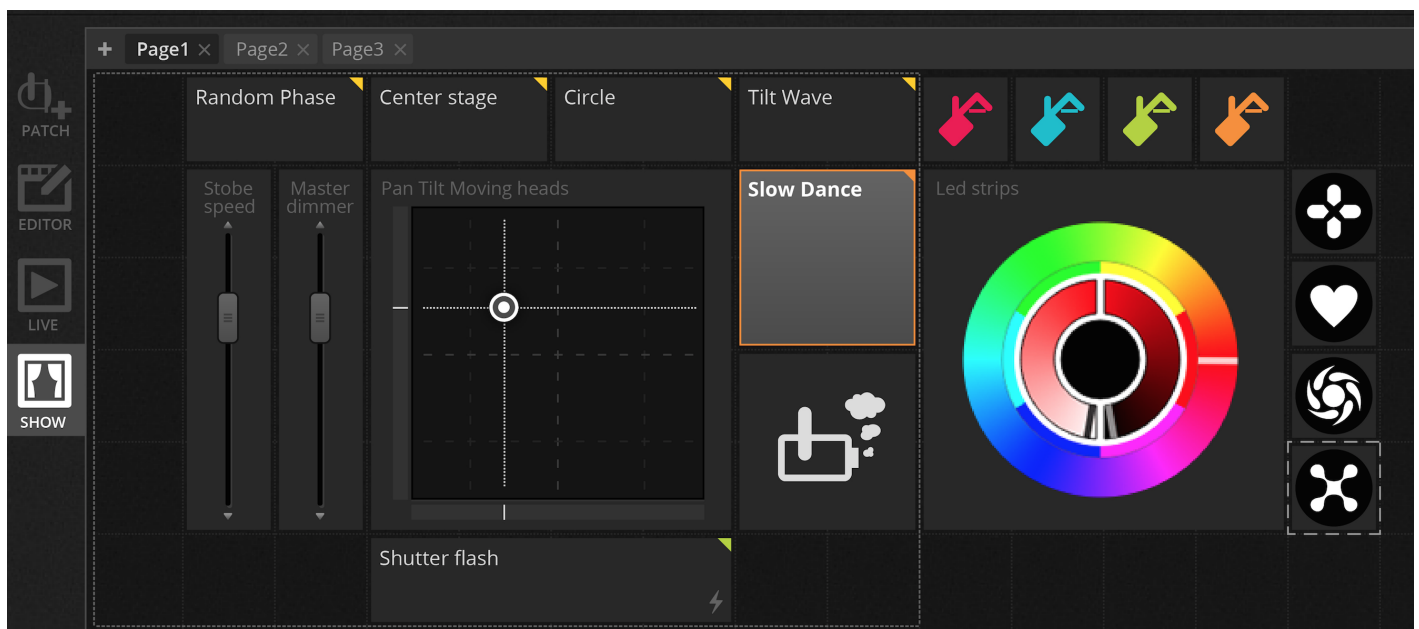 + Page1 × Page2 × Page3 ×
PATCH
EDITOR
LIVE
SHOW
Random Phase
Center stage
Circle
Tilt Wave
Stobe
speed
Master
dimmer
Pan Tilt Moving heads
Slow Dance
Led strips
Shutter flash